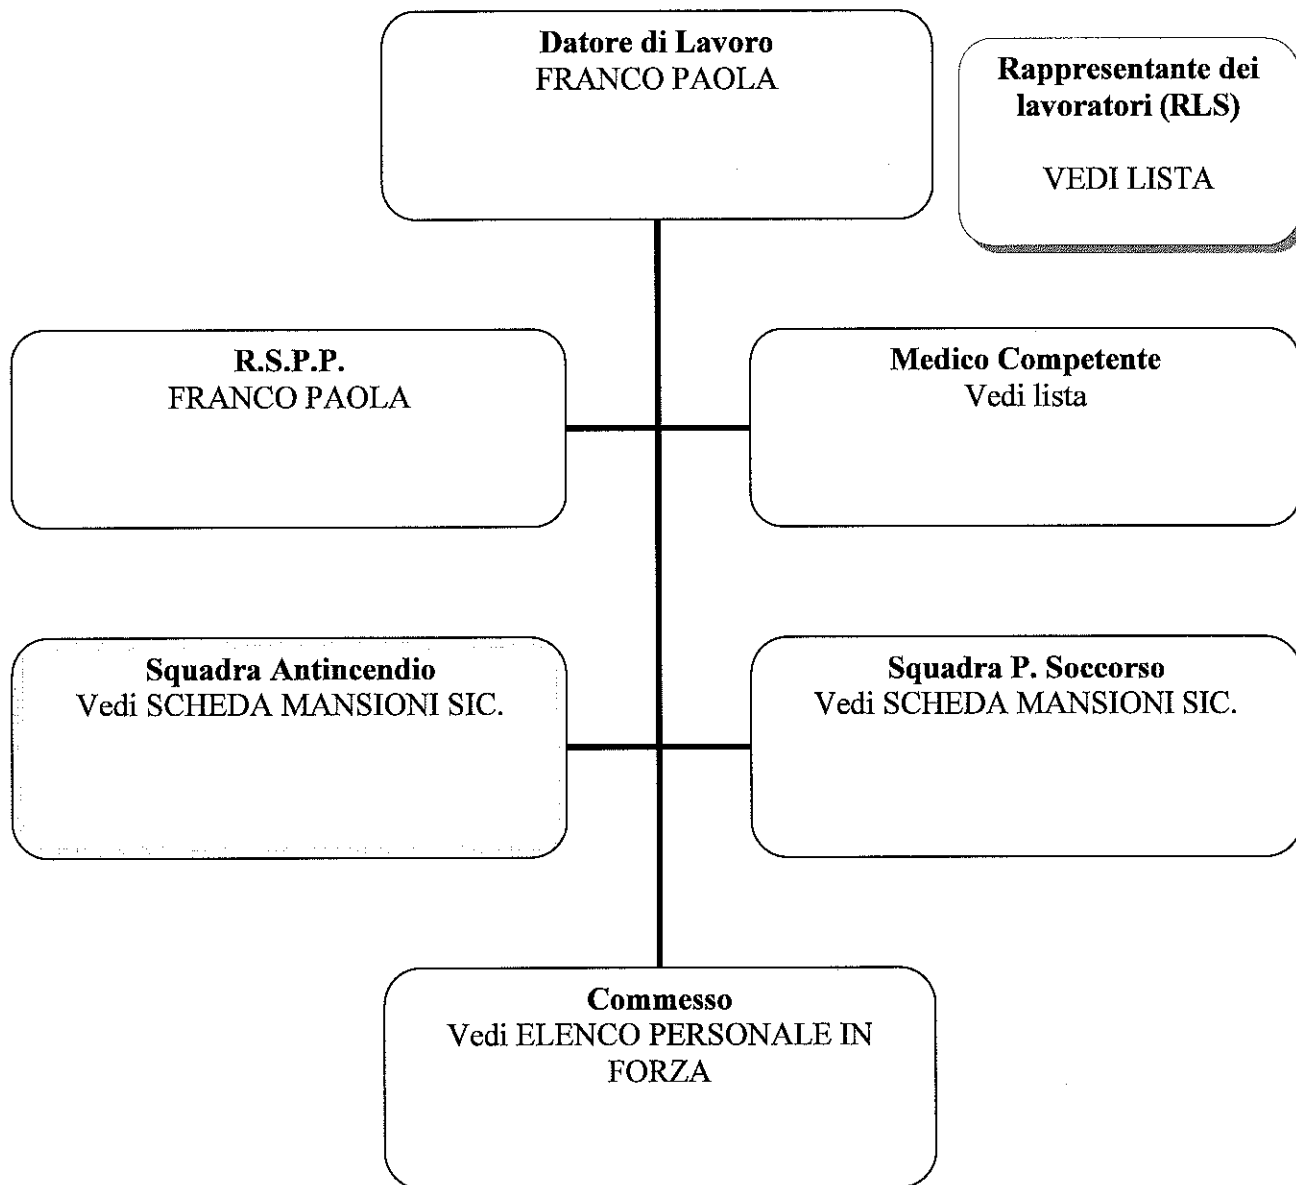 Datore di Lavoro
FRANCO PAOLA
Rappresentante dei
lavoratori (RLS)
VEDI LISTA
R.S.P.P.
FRANCO PAOLA
Medico Competente
Vedi lista
Squadra Antincendio
Vedi SCHEDA MANSIONI SIC.
Squadra P. Soccorso
Vedi SCHEDA MANSIONI SIC.
Commesso
Vedi ELENCO PERSONALE IN
FORZA